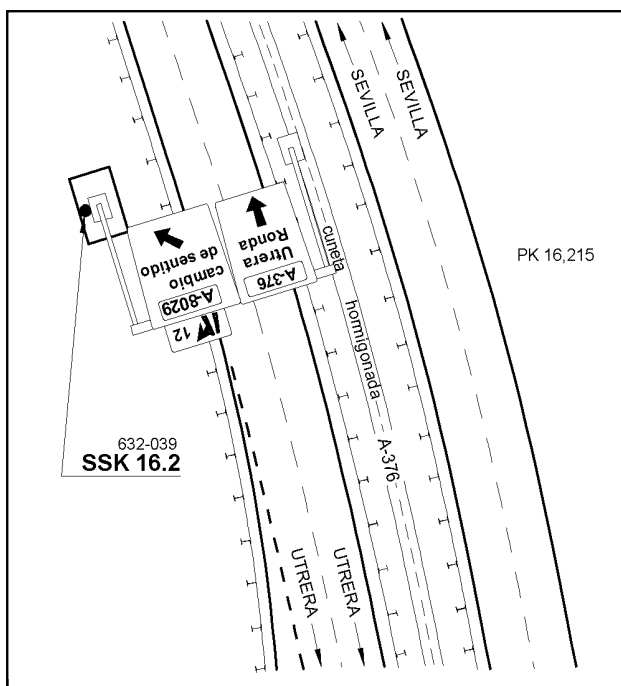 SEVILLA
SEVILLA
cuneta
hormigonada
A-376
PK 16,215
A-376
Utrera
Ronda
12
A-8029
cambio
de sentido
632-039
SSK 16.2
UTRERA
UTRERA